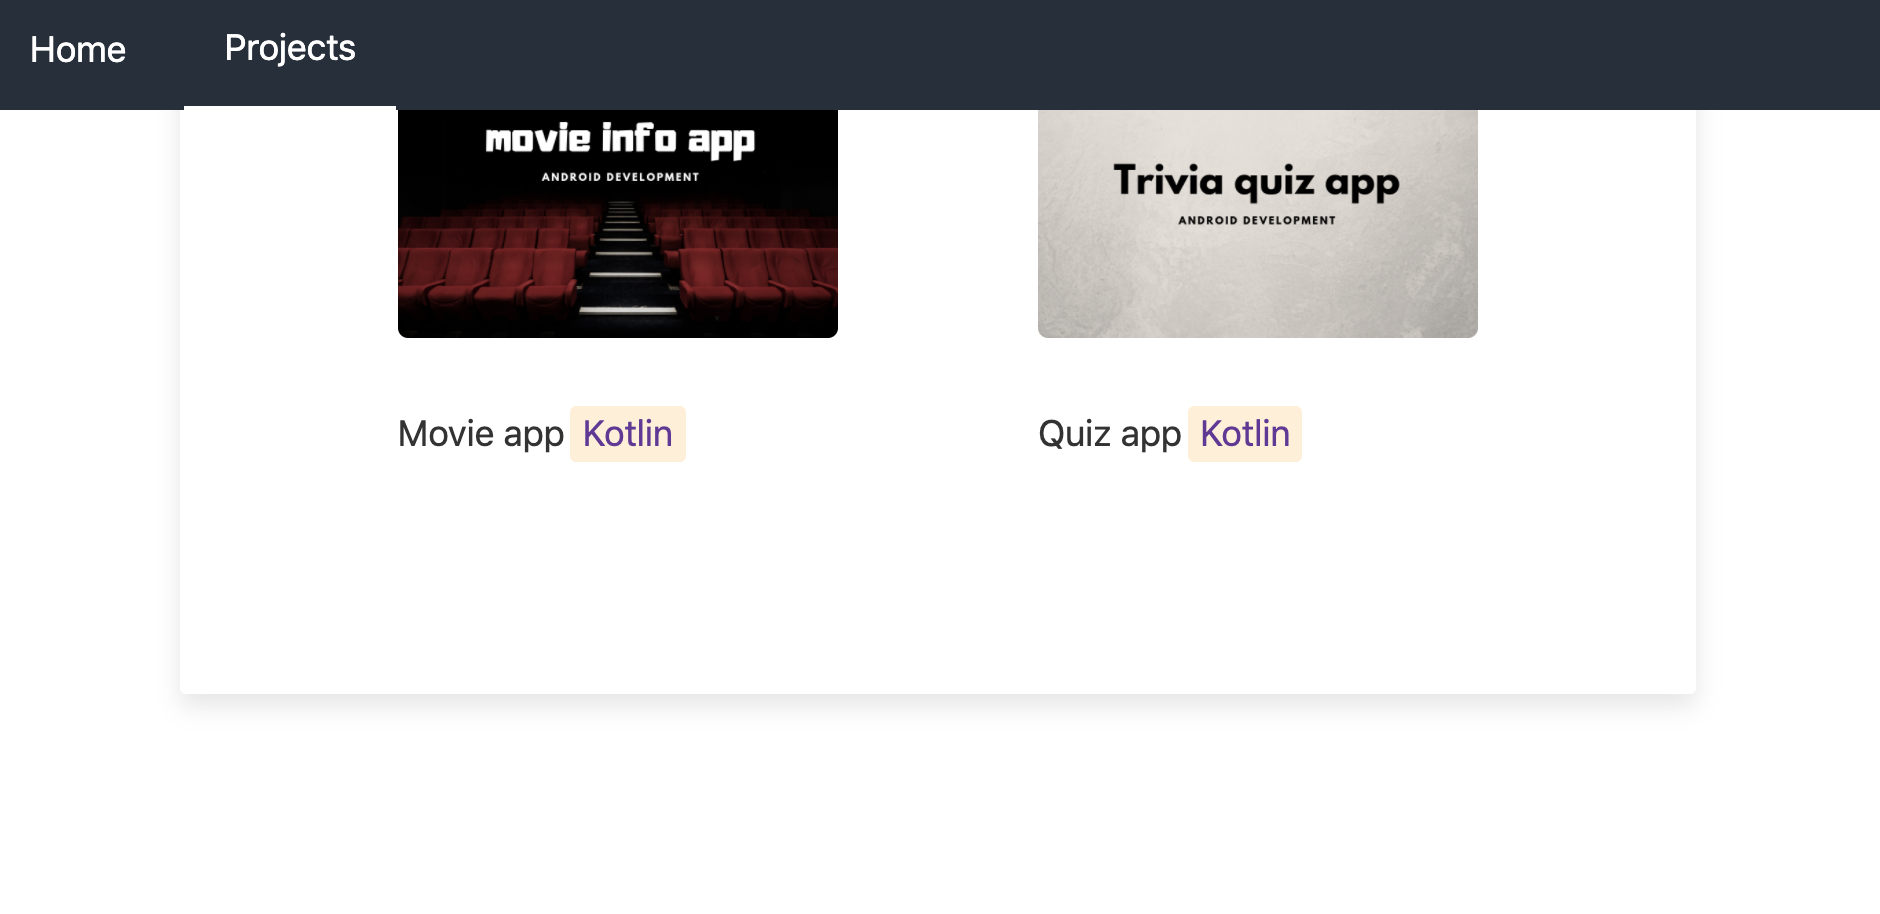 Home Projects
movie info app
ANDROID DEVELOPMENT
Trivia quiz app
ANDROID DEVELOPMENT
Movie app Kotlin
Quiz app Kotlin